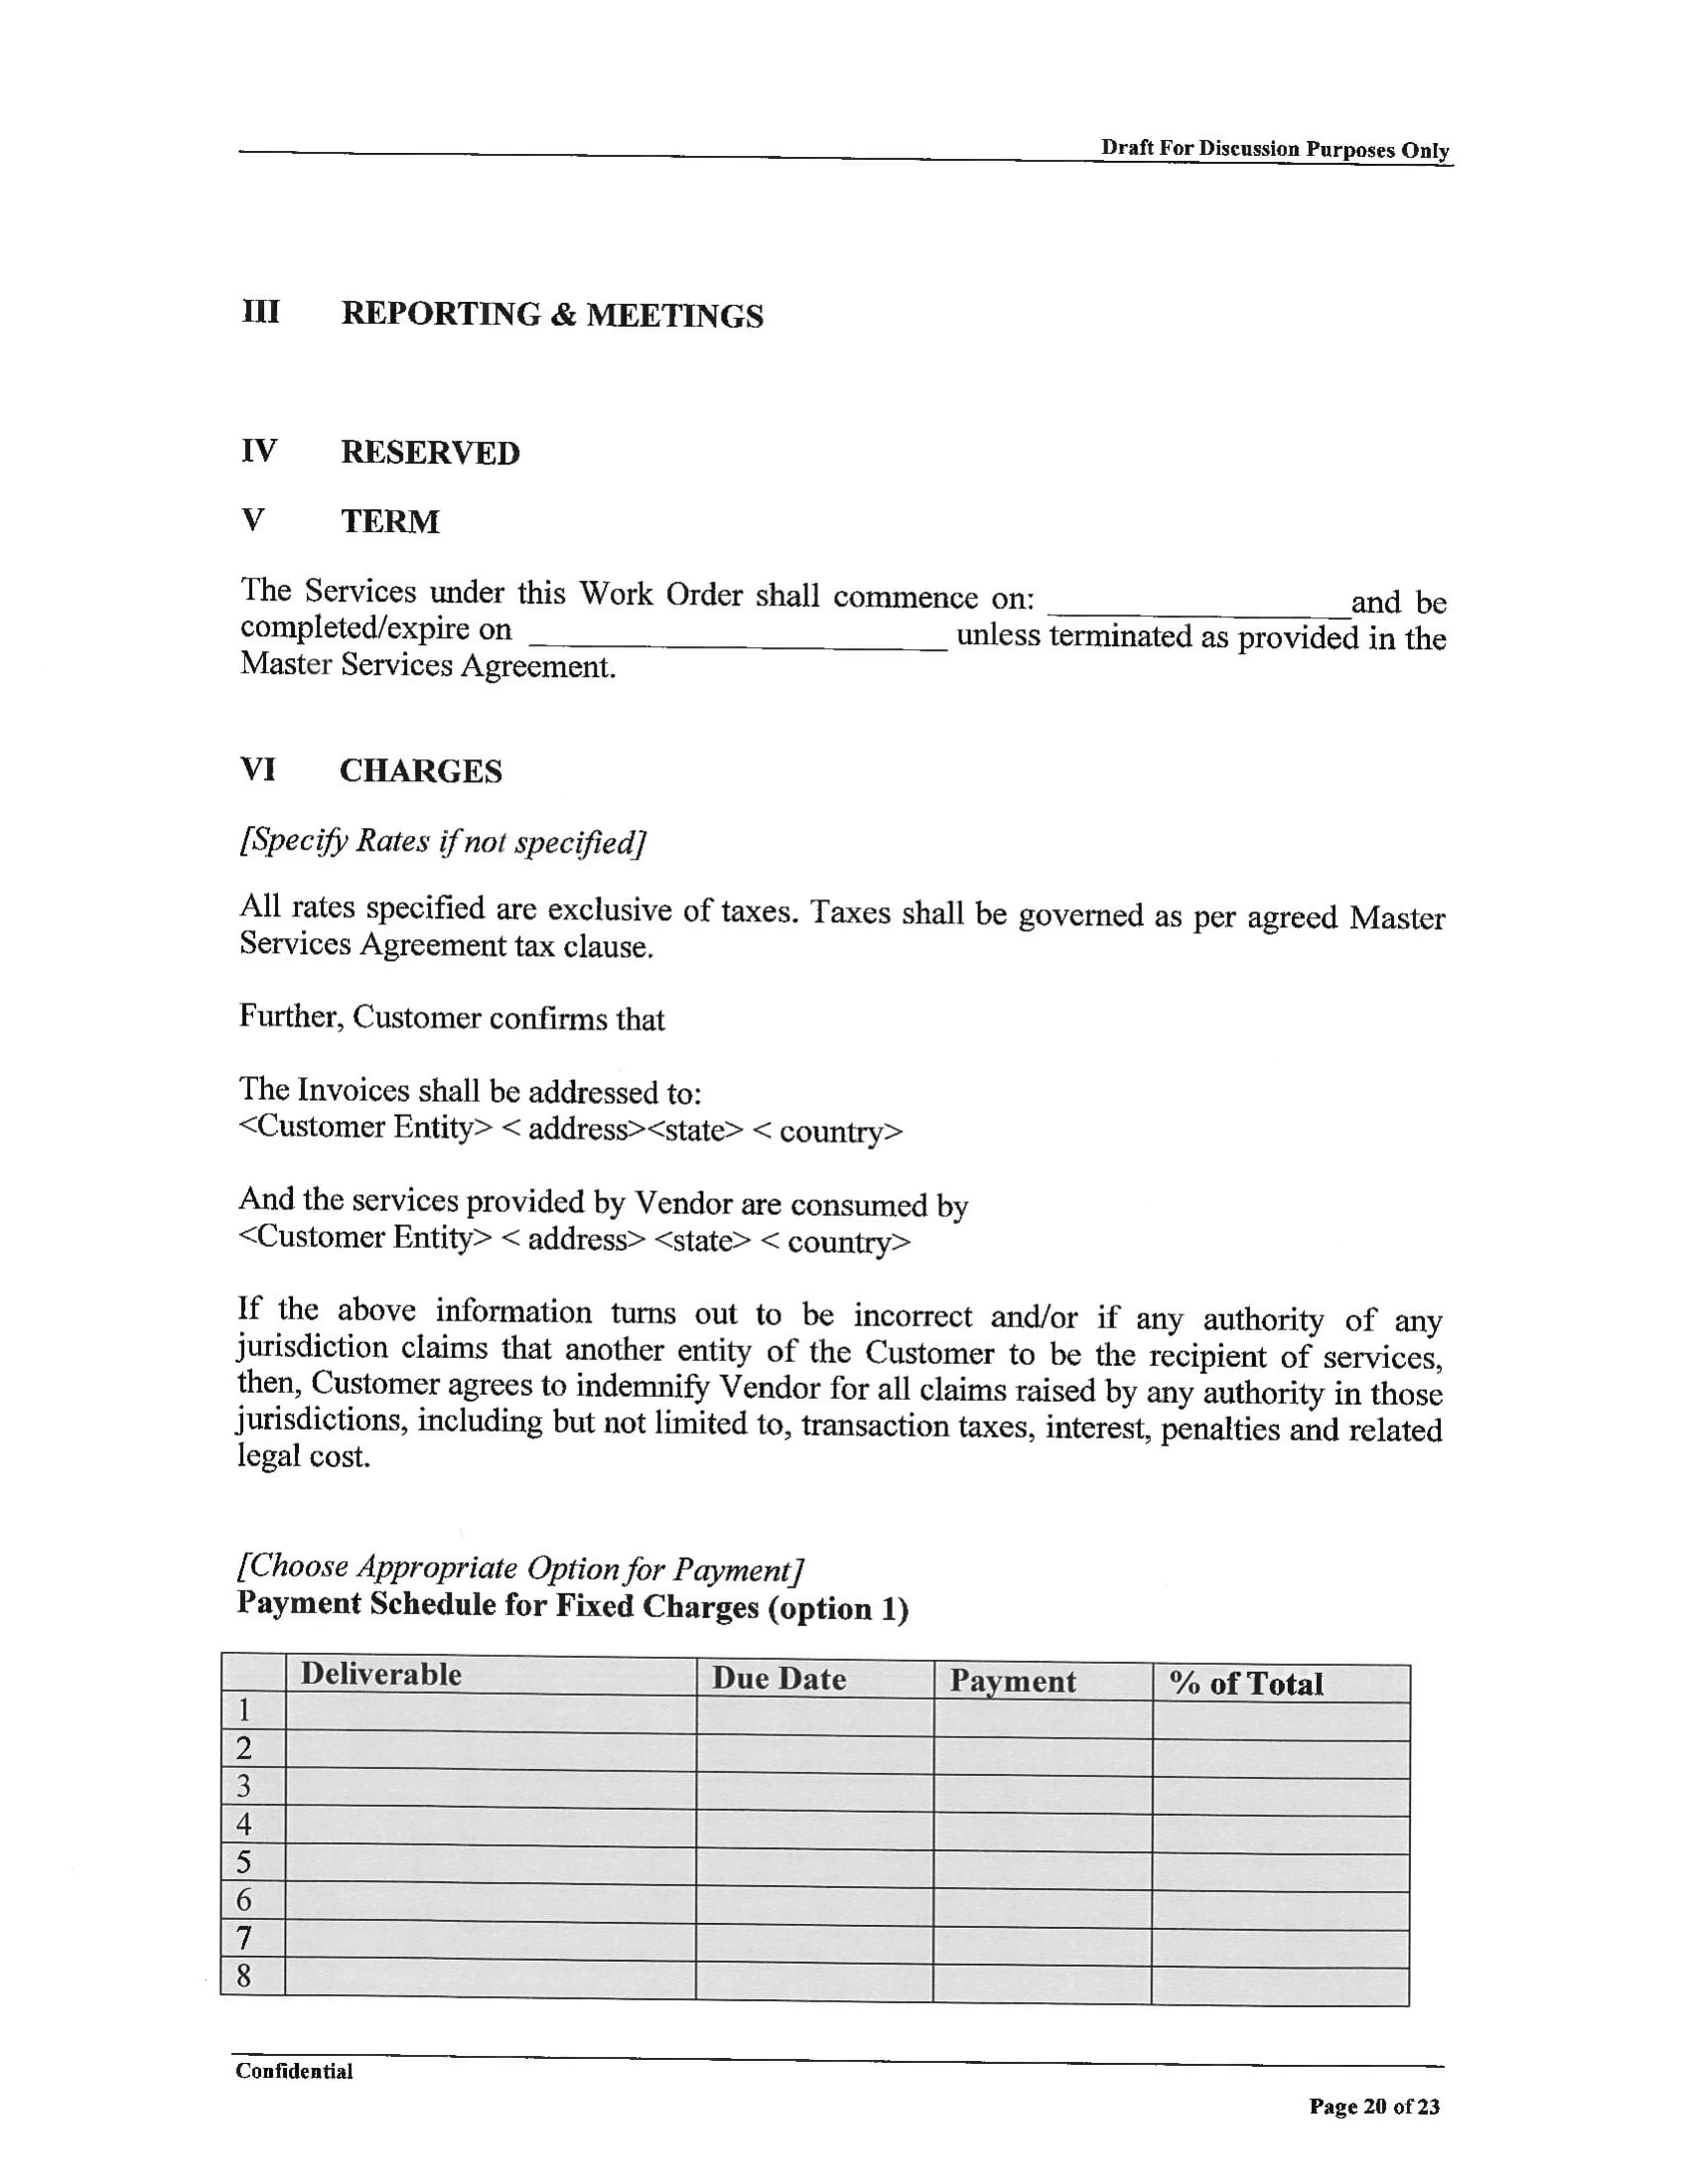 Draft For Discussion Purposes Only
III REPORTING & MEETINGS
IV RESERVED
V TERM
The Services under this Work Order shall commence on: ___________________and be
completed/expire on __________________________ unless terminated as provided in the
Master Services Agreement.
VI CHARGES
[Specify Rates if not specified]
All rates specified are exclusive of taxes. Taxes shall be governed as per agreed Master
Services Agreement tax clause.
Further, Customer confirms that
The Invoices shall be addressed to:
<Customer Entity> < address><state> < country>
And the services provided by Vendor are consumed by
<Customer Entity> < address> <state> < country>
If the above information turns out to be incorrect and/or if any authority of any
jurisdiction claims that another entity of the Customer to be the recipient of services,
then, Customer agrees to indemnify Vendor for all claims raised by any authority in those
jurisdictions, including but not limited to, transaction taxes, interest, penalties and related
legal cost.
[Choose Appropriate Option for Payment]
Payment Schedule for Fixed Charges (option 1)
Deliverable Due Date Payment % of Total
1
2
3
4
5
6
7
8
Confidential
Page 20 of 23